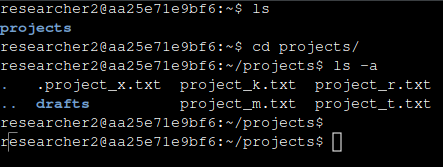 researcher2@aa25e71e9bf6:~$ ls
projects
researcher2@aa25e71e9bf6:~$ cd projects/
researcher2@aa25e71e9bf6:~/projects$ ls -a
.   .project_x.txt  project_k.txt  project_r.txt
..  drafts          project_m.txt  project_t.txt
researcher2@aa25e71e9bf6:~/projects$
researcher2@aa25e71e9bf6:~/projects$